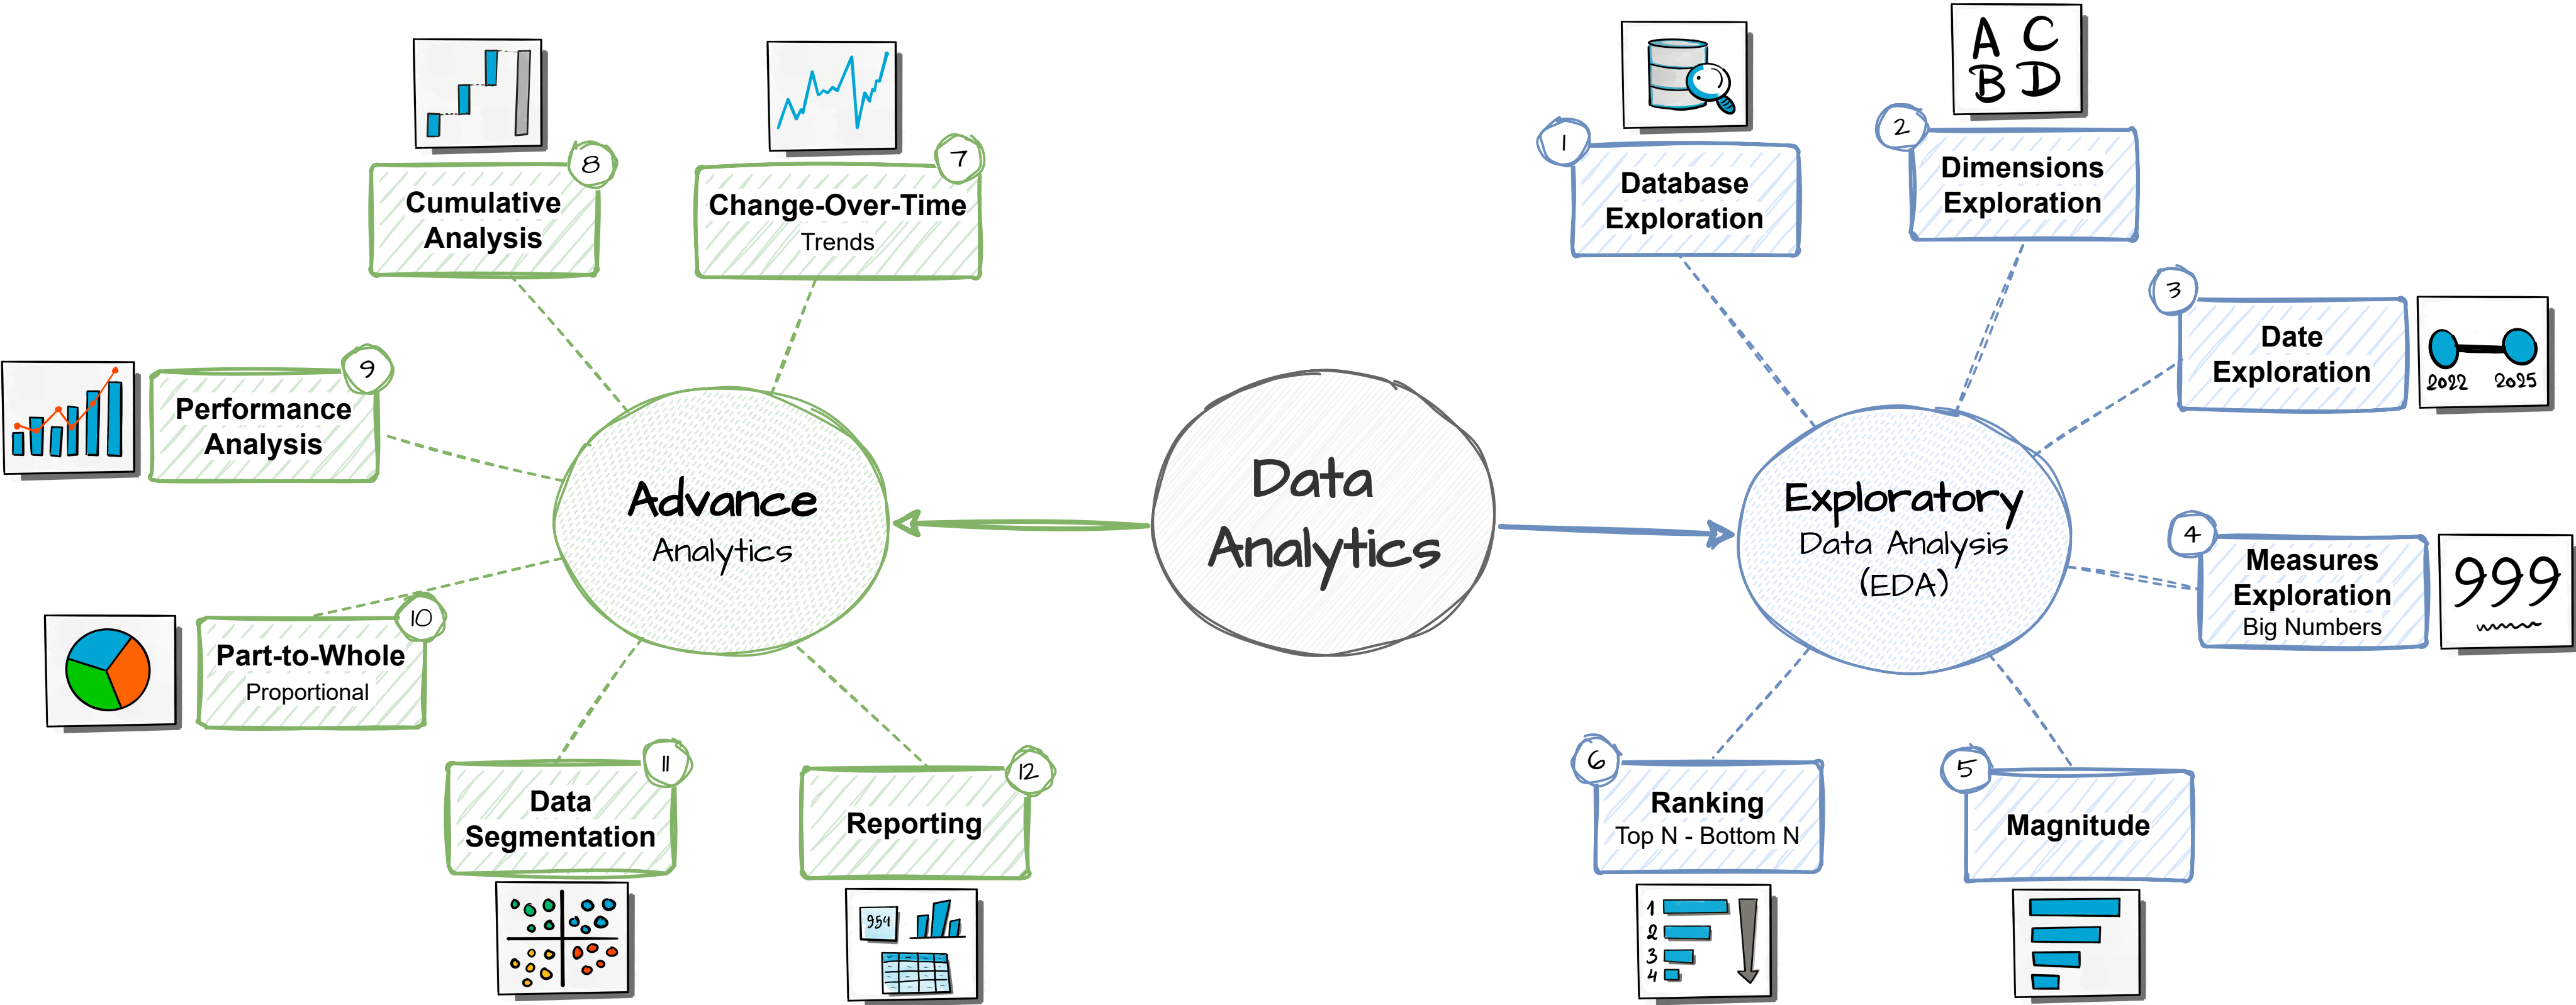 Data
Analytics
Exploratory
Data Analysis
(EDA)
1
Database
Exploration
A C
B D
2
Dimensions
Exploration
3
Date
Exploration
2022 2025
4
Measures
Exploration
Big Numbers
999
5
Magnitude
6
Ranking
Top N - Bottom N
1
2
3
4
Advance
Analytics
7
Change-Over-Time
Trends
8
Cumulative
Analysis
9
Performance
Analysis
10
Part-to-Whole
Proportional
11
Data
Segmentation
12
Reporting
954